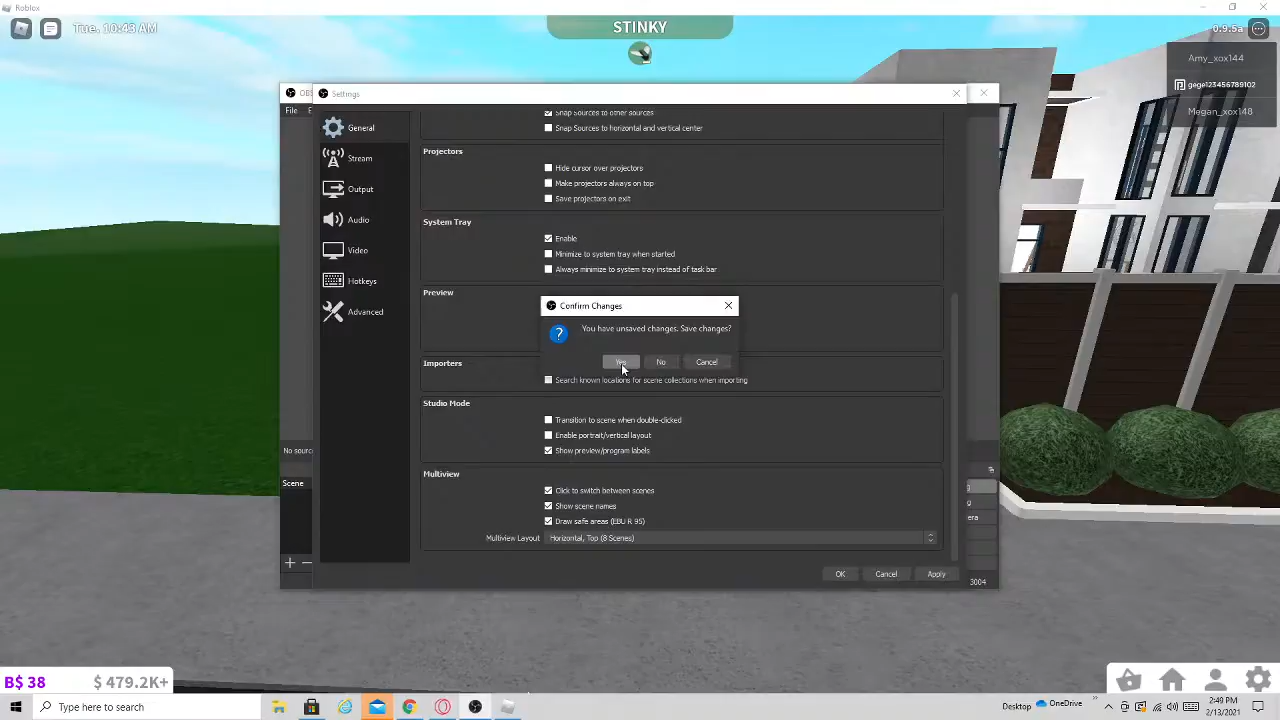 Roblox
Tue. 10:43 AM
STINKY
0.9.5a
Amy_xox144
gege123456789102
Megan_xox148
Settings
File
General
Stream
Output
Audio
Video
Hotkeys
Advanced
Snap Sources to other sources
Snap Sources to horizontal and vertical center
Projectors
Hide cursor over projectors
Make projectors always on top
Save projectors on exit
System Tray
Enable
Minimize to system tray when started
Always minimize to system tray instead of task bar
Preview
Confirm Changes
You have unsaved changes. Save changes?
Yes
No
Cancel
Importers
Search known locations for scene collections when importing
Studio Mode
Transition to scene when double-clicked
Enable portrait/vertical layout
Show preview/program labels
Multiview
Click to switch between scenes
Show scene names
Draw safe areas (EBU R 95)
Multiview Layout
Horizontal, Top (8 Scenes)
OK
Cancel
Apply
Scene
3004
B$ 38
$ 479.2K+
Type here to search
Desktop
OneDrive
2:49 PM
2/13/2021